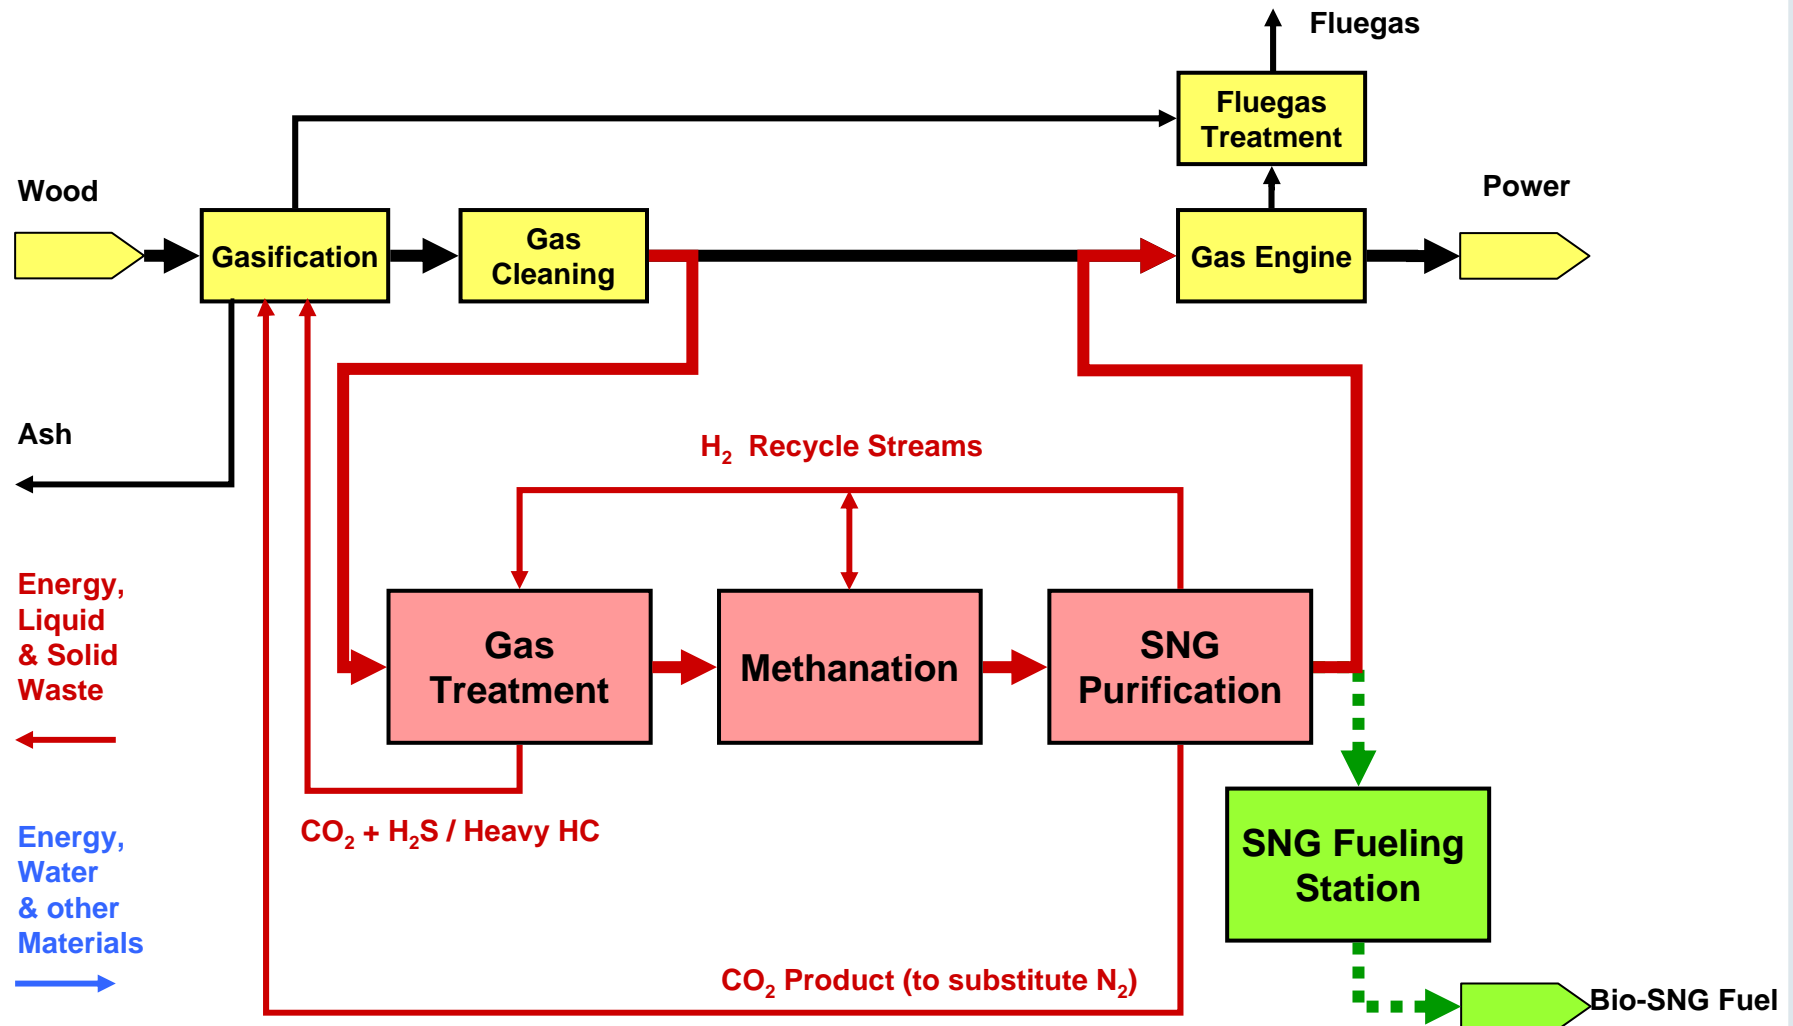 Fluegas
Fluegas
Treatment
Wood
Power
Gasification
Gas
Cleaning
Gas Engine
Ash
H₂ Recycle Streams
Energy,
Liquid
& Solid
Waste
Gas
Treatment
Methanation
SNG
Purification
CO₂ + H₂S / Heavy HC
Energy,
Water
& other
Materials
SNG Fueling
Station
CO₂ Product (to substitute N₂)
Bio-SNG Fuel